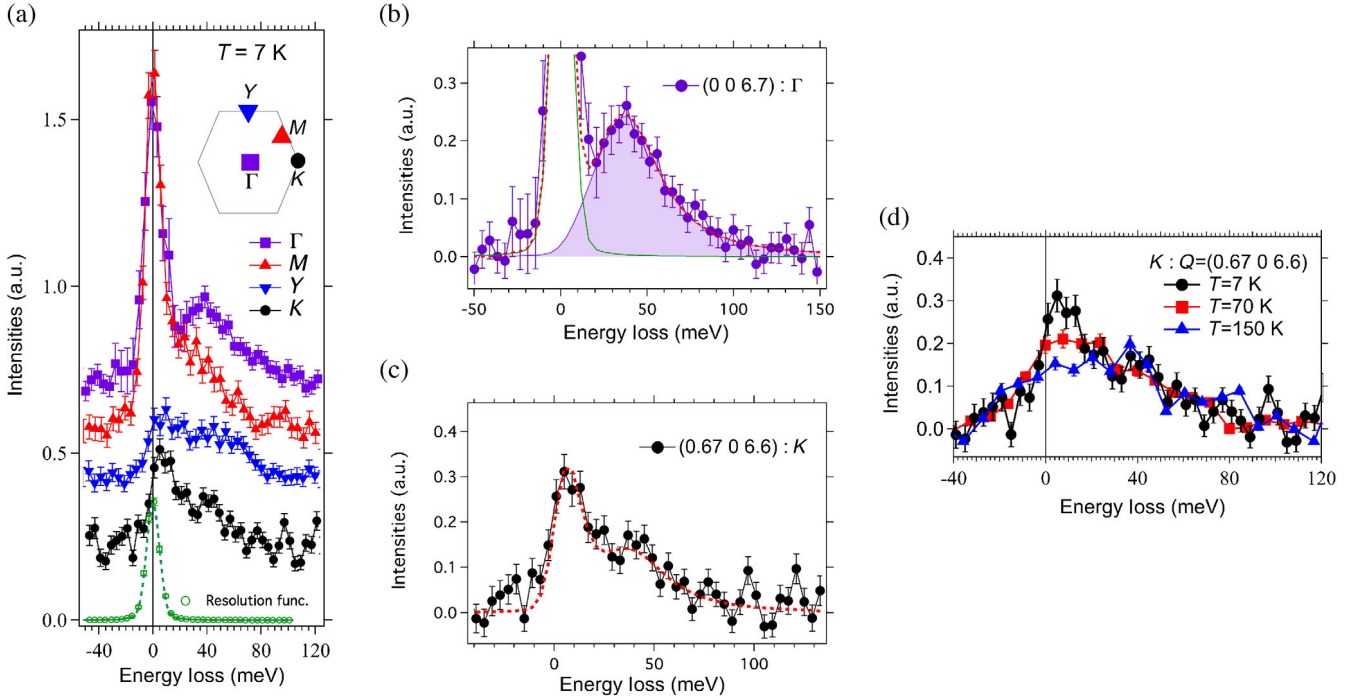 (a)
T = 7 K
Y
M
Γ
K
Γ
M
Y
K
Resolution func.
1.5
1.0
0.5
0.0
-40 0 40 80 120
Intensities (a.u.)
Energy loss (meV)
(b)
(0 0 6.7) : Γ
0.3
0.2
0.1
0.0
-50 0 50 100 150
Intensities (a.u.)
Energy loss (meV)
(c)
(0.67 0 6.6) : K
0.4
0.3
0.2
0.1
0.0
0 50 100
Intensities (a.u.)
Energy loss (meV)
(d)
K : Q=(0.67 0 6.6)
T=7 K
T=70 K
T=150 K
0.4
0.3
0.2
0.1
0.0
-40 0 40 80 120
Intensities (a.u.)
Energy loss (meV)